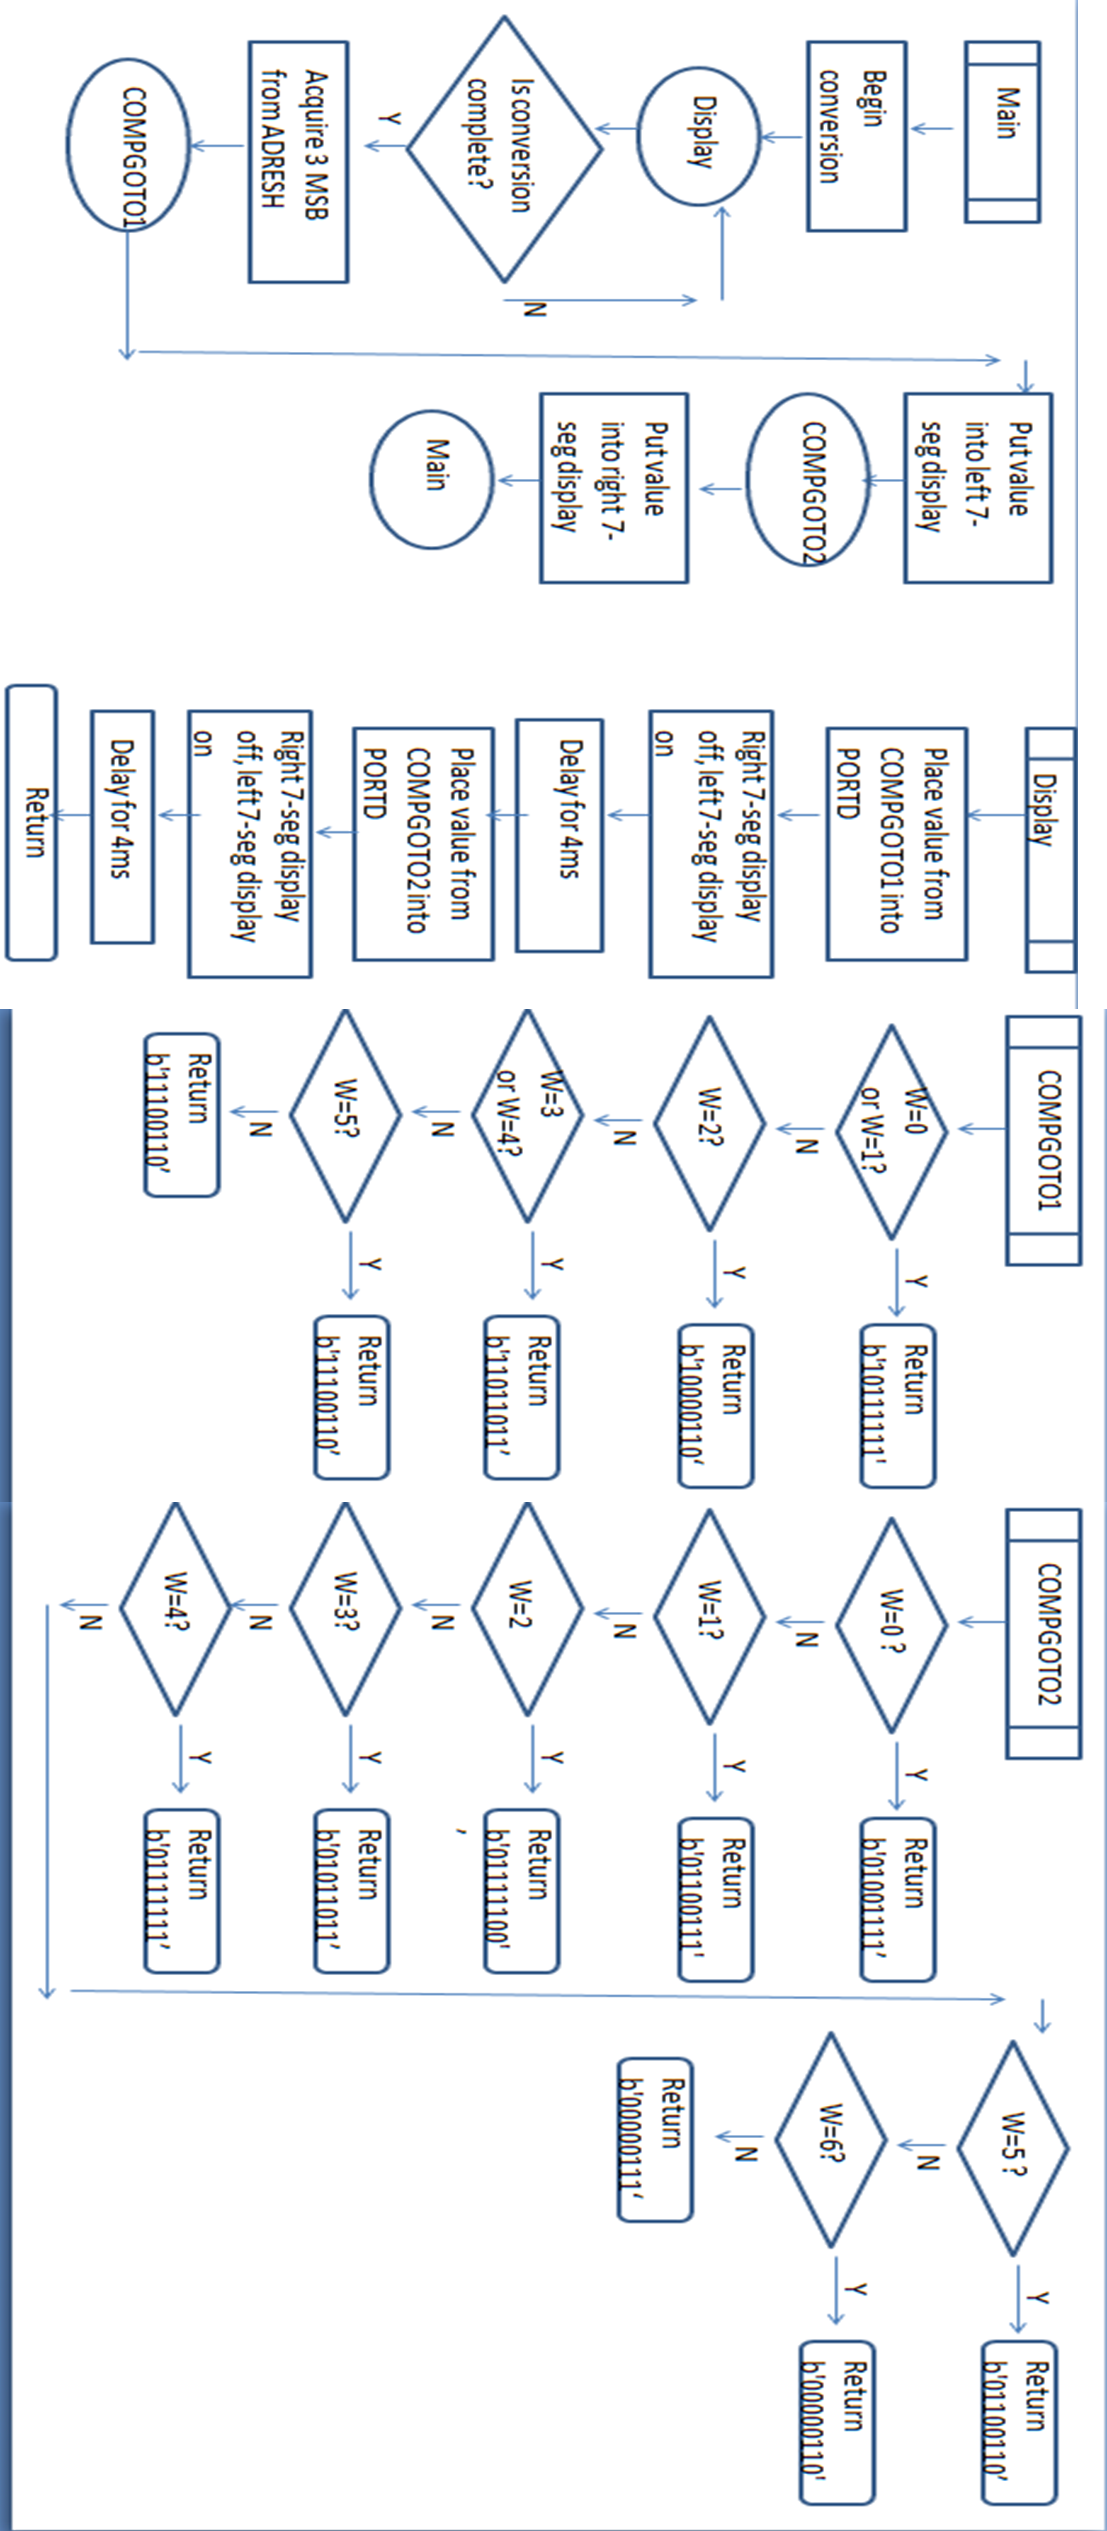 Main
Begin
conversion
Display
Is conversion
complete?
N
Y
Acquire 3 MSB
from ADRESH
COMPGOTO1
Put value
into left 7-
seg display
COMPGOTO2
Put value
into right 7-
seg display
Main
Display
Place value from
COMPGOTO1 into
PORTD
Right 7-seg display
off, left 7-seg display
on
Delay for 4ms
Place value from
COMPGOTO2 into
PORTD
Right 7-seg display
off, left 7-seg display
on
Delay for 4ms
Return
COMPGOTO1
W=0
or W=1?
Y
Return
b'10111111'
N
W=2?
Y
Return
b'10000110‘
N
W=3
or W=4?
Y
Return
b'11011011’
N
W=5?
Y
Return
b'11100110’
N
Return
b'11100110’
COMPGOTO2
W=0 ?
Y
Return
b'01001111’
N
W=1?
Y
Return
b'01100111'
N
W=2
Y
Return
b'01111100'
’
N
W=3?
Y
Return
b'01011011’
N
W=4?
Y
Return
b'01111111’
N
W=5 ?
Y
Return
b'01100110’
N
W=6?
Y
Return
b'00000110'
N
Return
b'00000111‘